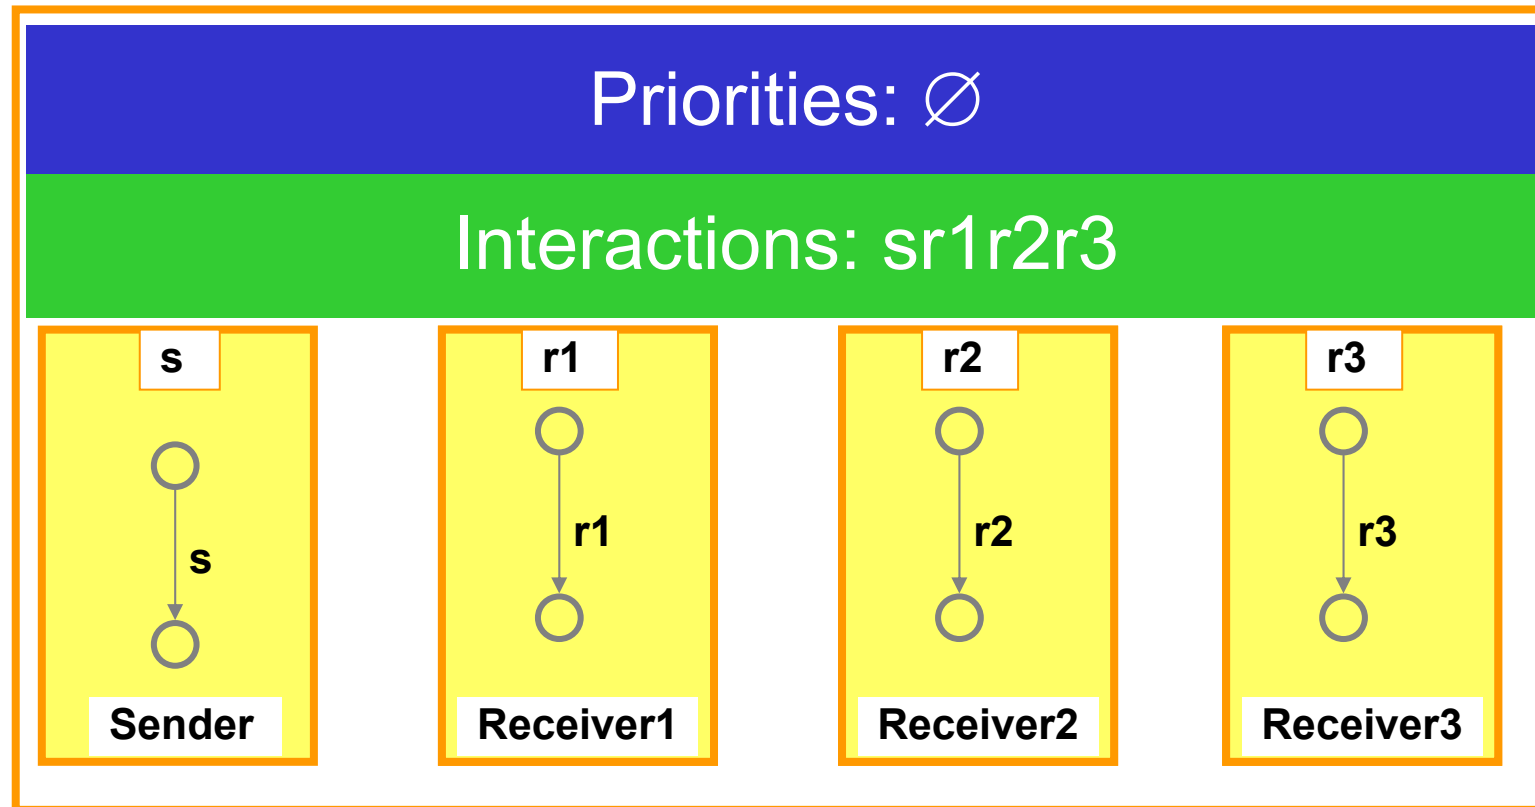 Priorities: ∅
Interactions: sr1r2r3
s r1 r2 r3
s r1 r2 r3
Sender Receiver1 Receiver2 Receiver3